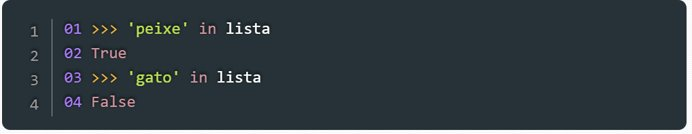 1 01 >>> 'peixe' in lista
2 02 True
3 03 >>> 'gato' in lista
4 04 False